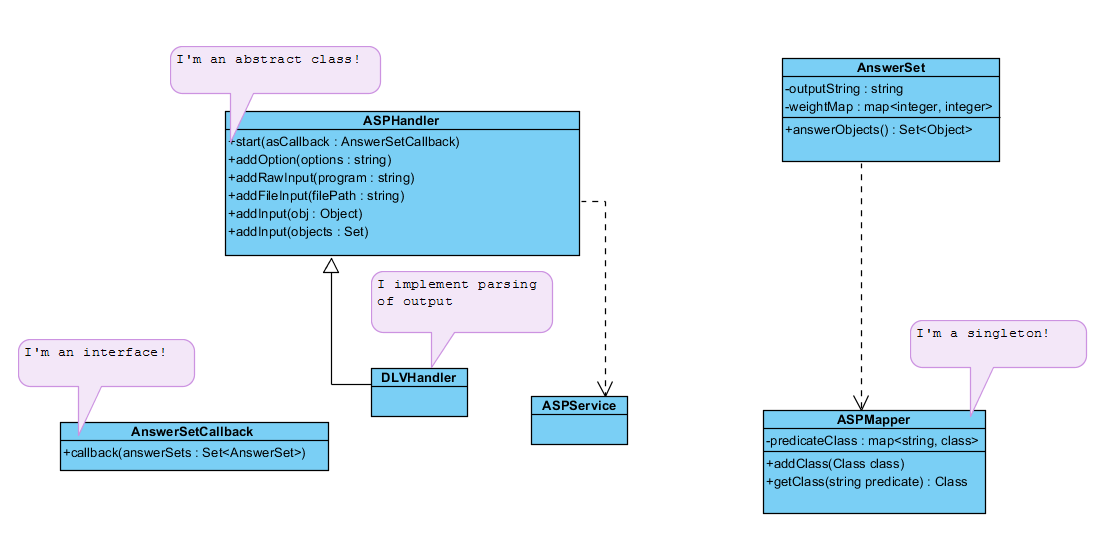 I'm an abstract class!
ASPHandler
+start(asCallback : AnswerSetCallback)
+addOption(options : string)
+addRawInput(program : string)
+addFileInput(filePath : string)
+addInput(obj : Object)
+addInput(objects : Set)
AnswerSet
-outputString : string
-weightMap : map<integer, integer>
+answerObjects() : Set<Object>
I implement parsing
of output
I'm an interface!
I'm a singleton!
DLVHandler
ASPService
AnswerSetCallback
+callback(answerSets : Set<AnswerSet>)
ASPMapper
-predicateClass : map<string, class>
+addClass(Class class)
+getClass(string predicate) : Class